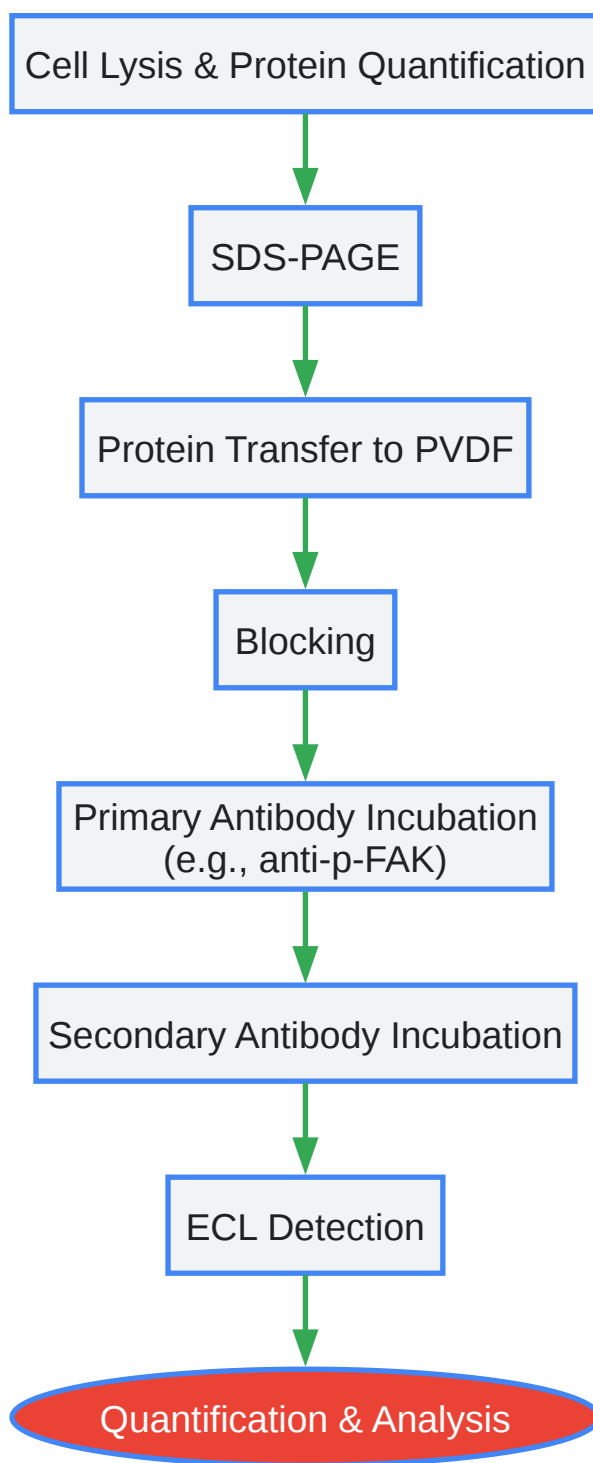 Cell Lysis & Protein Quantification
SDS-PAGE
Protein Transfer to PVDF
Blocking
Primary Antibody Incubation
(e.g., anti-p-FAK)
Secondary Antibody Incubation
ECL Detection
Quantification & Analysis